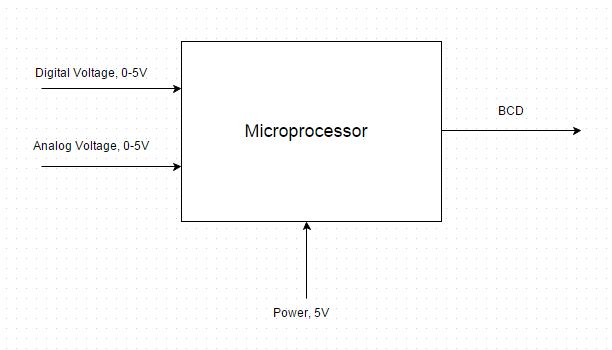 Digital Voltage, 0-5V
BCD
Microprocessor
Analog Voltage, 0-5V
Power, 5V